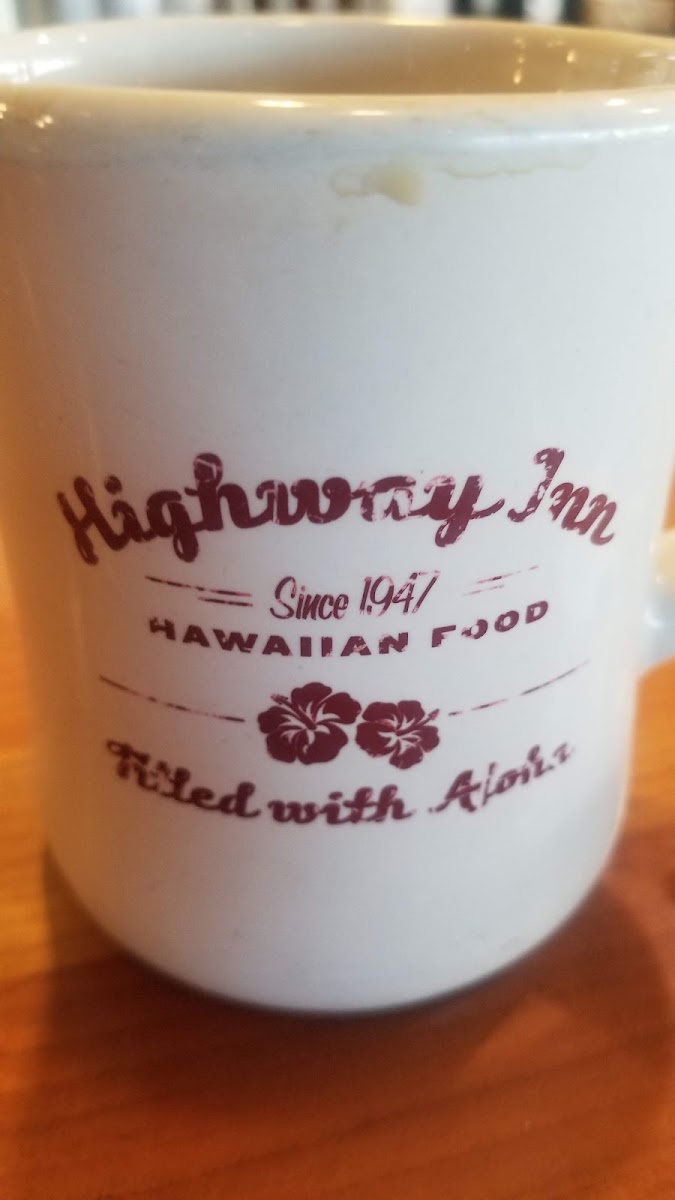 Highway Inn
Since 1947
HAWAIIAN FOOD
Filled with Aloha